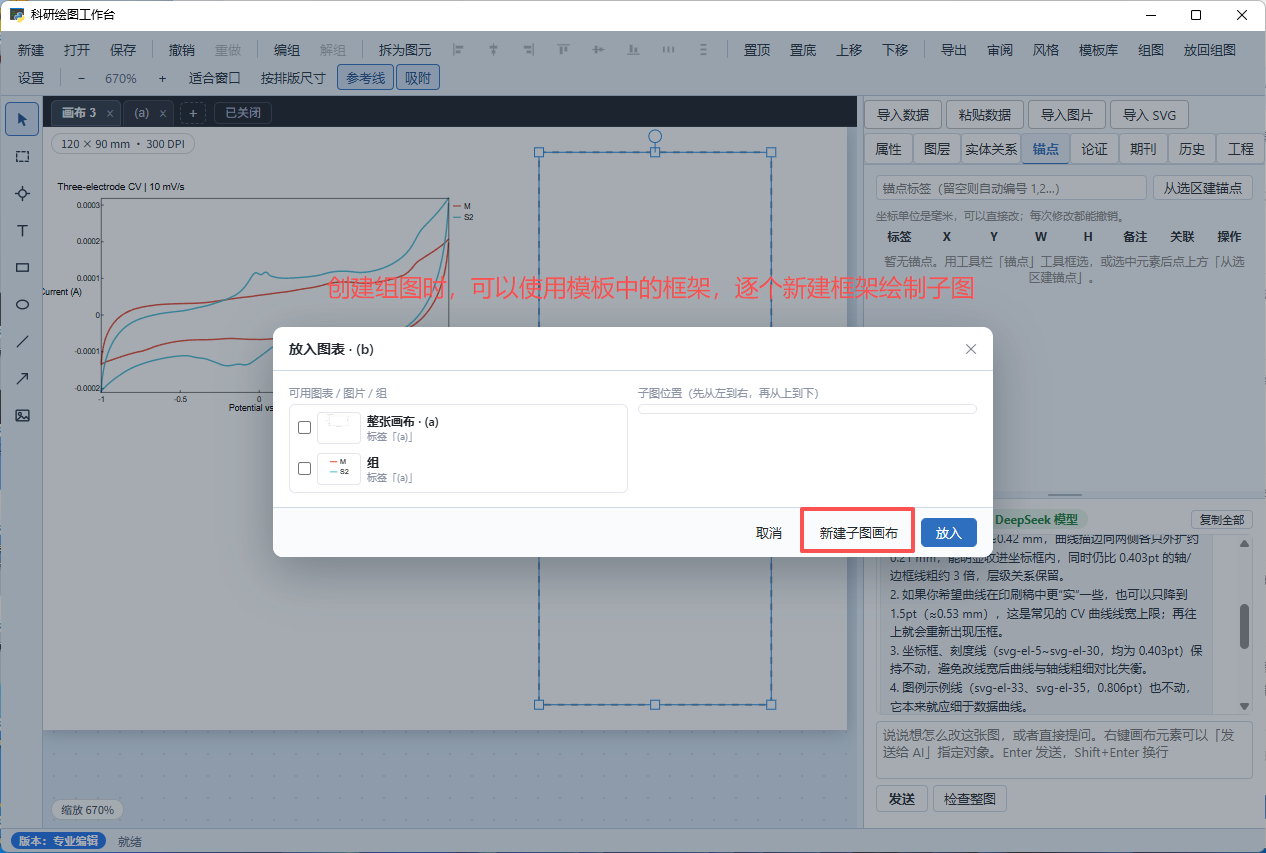 科研绘图工作台
新建 打开 保存 撤销 重做 编组 解组 拆为图元 置顶 置底 上移 下移 导出 审阅 风格 模板库 组图 放回组图
设置 − 670% + 适合窗口 按排版尺寸 参考线 吸附
画布 3 × (a) × + 已关闭
120 × 90 mm • 300 DPI
Three-electrode CV | 10 mV/s
0.0003
0.0002
0.0001
0
-0.0001
-0.0002
Current (A)
-1 -0.5 0
Potential vs
M
S2
创建组图时，可以使用模板中的框架，逐个新建框架绘制子图
放入图表 · (b)
可用图表 / 图片 / 组
整张画布 · (a)
标签「(a)」
M
S2
组
标签「(a)」
子图位置（先从左到右，再从上到下）
取消 新建子图画布 放入
导入数据 粘贴数据 导入图片 导入 SVG
属性 图层 实体关系 锚点 论证 期刊 历史 工程
锚点标签（留空则自动编号 1,2…） 从选区建锚点
坐标单位是毫米，可以直接改；每次修改都能撤销。
标签 X Y W H 备注 关联 操作
暂无锚点。用工具栏「锚点」工具框选，或选中元素后点上方「从选
区建锚点」。
DeepSeek 模型 复制全部
≈0.42 mm，曲线描边向两侧各只外扩约
0.21 mm，能明显收进坐标框内，同时仍比 0.403pt 的轴/
边框线粗约 3 倍，层级关系保留。
2. 如果你希望曲线在印刷稿中更“实”一些，也可以只降到
1.5pt（≈0.53 mm），这是常见的 CV 曲线线宽上限；再往
上就会重新出现压框。
3. 坐标框、刻度线（svg-el-5~svg-el-30，均为 0.403pt）保
持不动，避免改线宽后曲线与轴线粗细对比失衡。
4. 图例示例线（svg-el-33、svg-el-35，0.806pt）也不动，
它本来就应细于数据曲线。
说说想怎么改这张图，或者直接提问。右键画布元素可以「发
送给 AI」指定对象。Enter 发送，Shift+Enter 换行
发送 检查整图
缩放 670%
版本：专业编辑 就绪